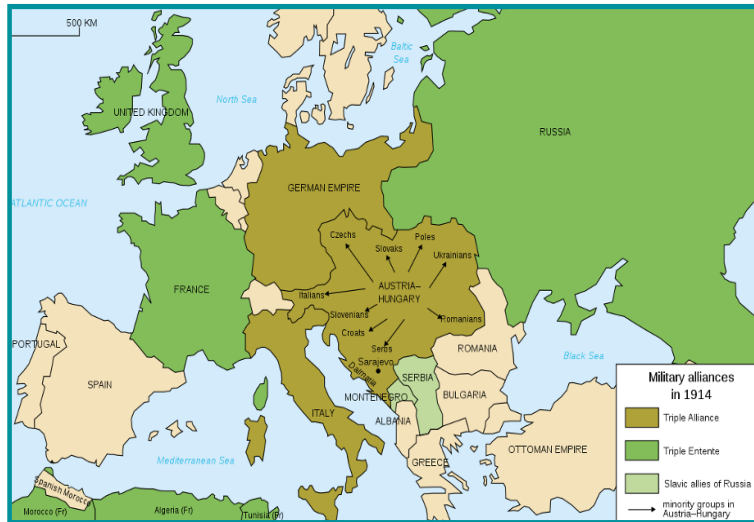 500 KM
Baltic
Sea
North Sea
UNITED KINGDOM
RUSSIA
GERMAN EMPIRE
ATLANTIC OCEAN
Czechs
Poles
Slovaks
Ukrainians
FRANCE
AUSTRIA–
HUNGARY
Italians
Slovenians
Romanians
Croats
PORTUGAL
Serbs
ROMANIA
Black Sea
Sarajevo
Dalmatia
SPAIN
SERBIA
MONTENEGRO
BULGARIA
ITALY
ALBANIA
OTTOMAN EMPIRE
Mediterranean Sea
GREECE
Spanish Morocco
Morocco (Fr)
Algeria (Fr)
Tunisia (Fr)
Military alliances
in 1914
Triple Alliance
Triple Entente
Slavic allies of Russia
minority groups in
Austria–Hungary